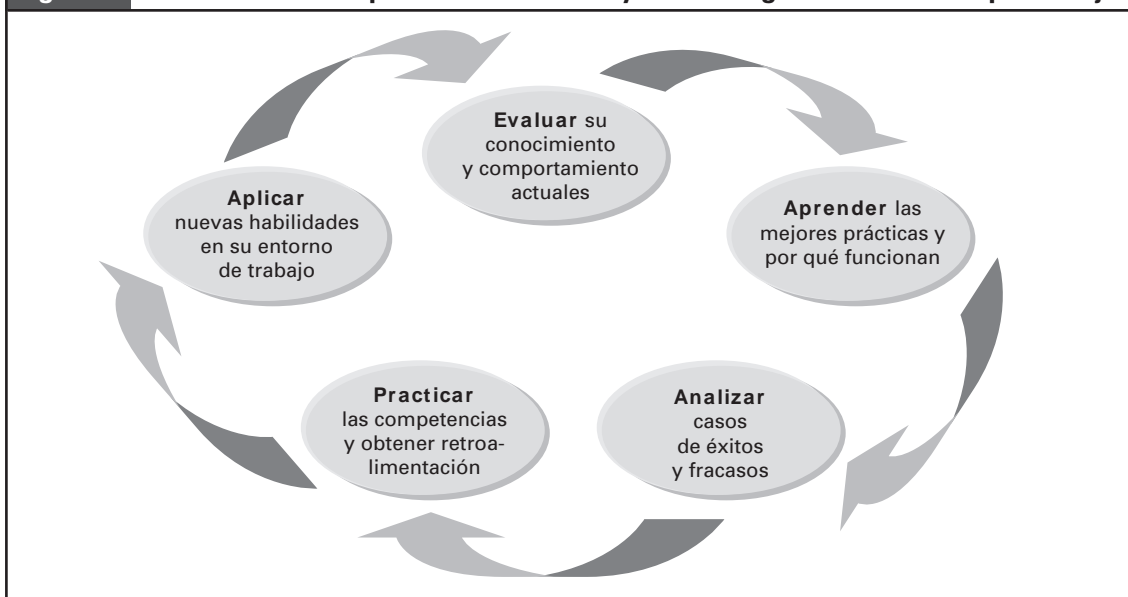 Evaluar su
conocimiento
y comportamiento
actuales
Aprender las
mejores prácticas y
por qué funcionan
Analizar
casos
de éxitos
y fracasos
Practicar
las competencias
y obtener retroa-
limentación
Aplicar
nuevas habilidades
en su entorno
de trabajo